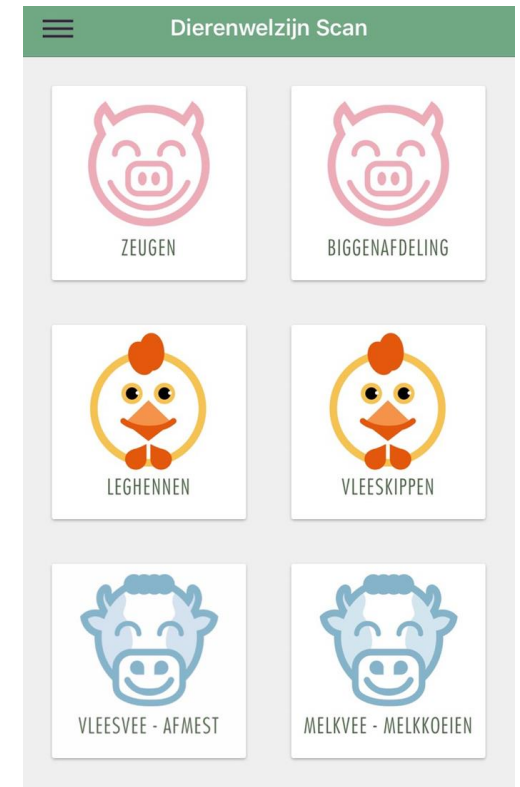 Dierenwelzijn Scan
ZEUGEN
BIGGENAFDELING
LEGHENNEN
VLEESKIPPEN
VLEESVEE - AFMEST
MELKVEE - MELKKOEIEN